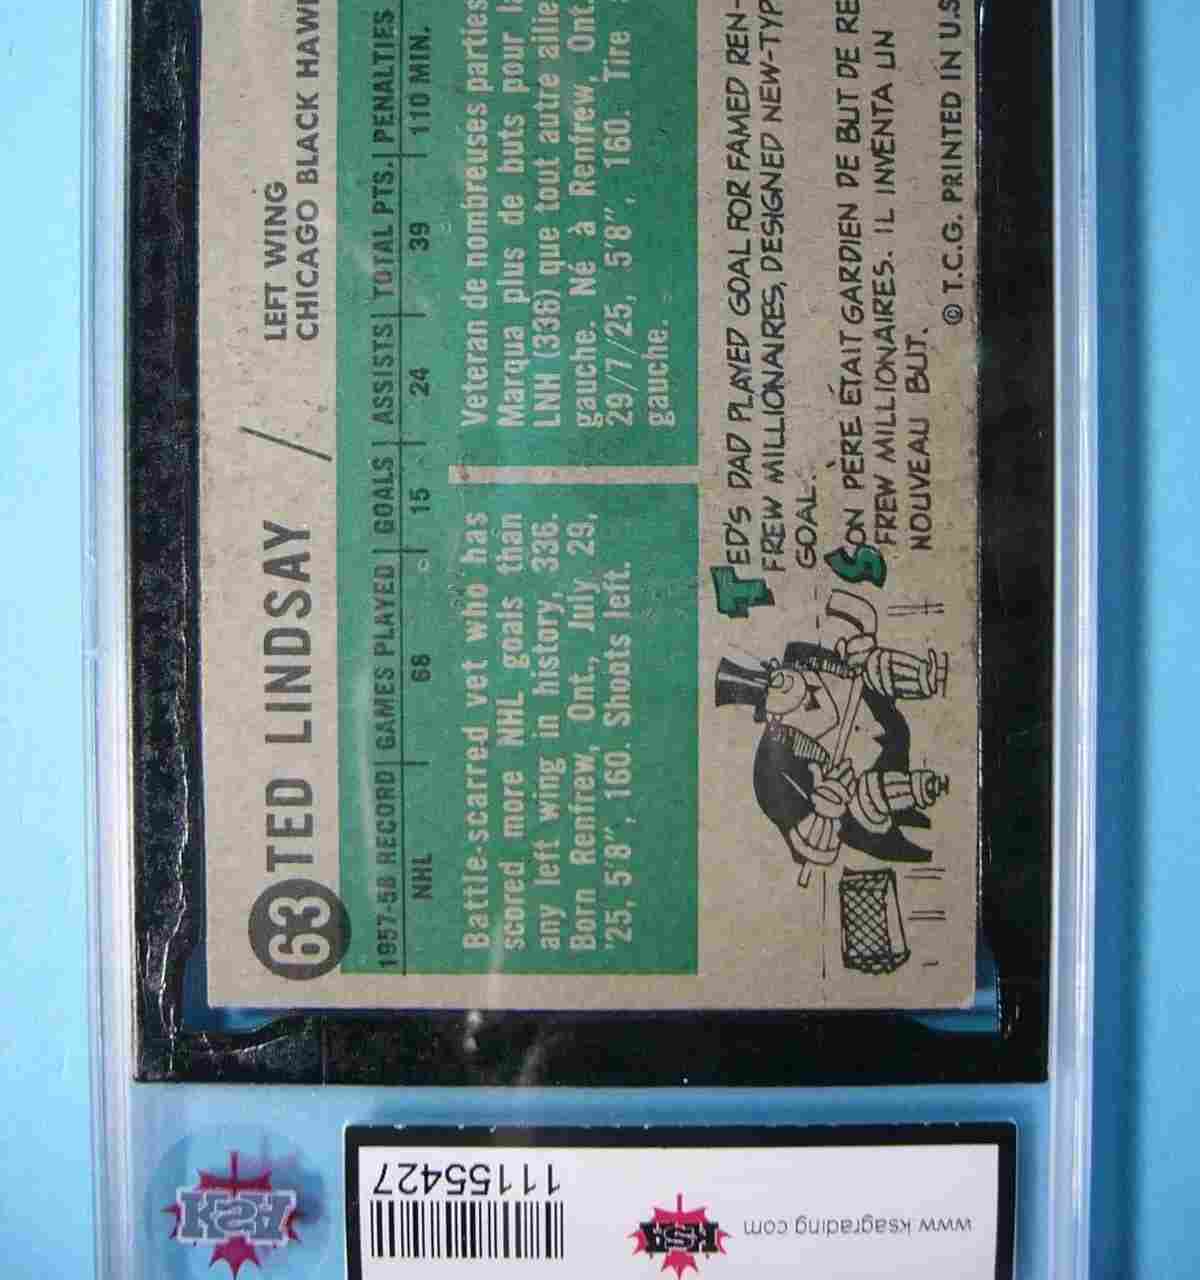 63 TED LINDSAY / LEFT WING
CHICAGO BLACK HAW
1957-58 RECORD GAMES PLAYED GOALS ASSISTS TOTAL PTS. PENALTIES
NHL 68 15 24 39 110 MIN.
Battle-scarred vet who has
scored more NHL goals than
any left wing in history, 336.
Born Renfrew, Ont., July 29,
'25, 5'8", 160. Shoots left.
Veteran de nombreuses parties
Marqua plus de buts pour l
LNH (336) que tout autre ailie
gauche. Né à Renfrew, Ont.
29/7/25, 5'8", 160. Tire
gauche.
TED'S DAD PLAYED GOAL FOR FAMED REN-
FREW MILLIONAIRES, DESIGNED NEW-TYP
GOAL.
SON PÈRE ÉTAIT GARDIEN DE BUT DE RE
FREW MILLIONAIRES. IL INVENTA UN
NOUVEAU BUT.
© T.C.G. PRINTED IN U.S
11155427
KSA
www.ksagrading.com
KSA